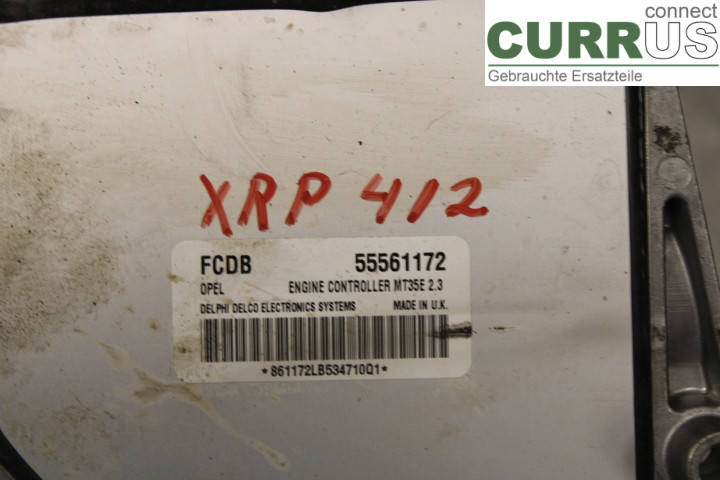 connect
CURRUS
Gebrauchte Ersatzteile
XRP 412
FCDB 55561172
OPEL ENGINE CONTROLLER MT35E 2.3
DELPHI DELCO ELECTRONICS SYSTEMS MADE IN U.K.
*861172LB534710Q1*